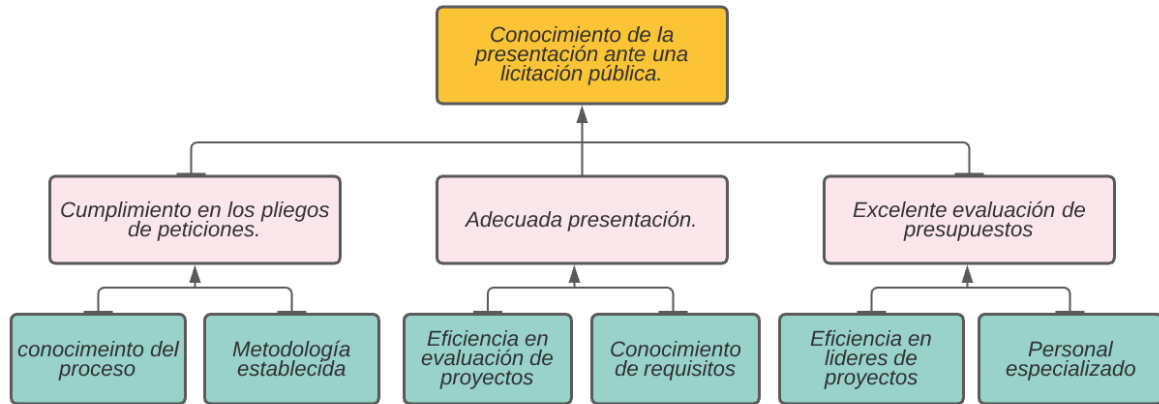 Conocimiento de la
presentación ante una
licitación pública.
Cumplimiento en los pliegos
de peticiones.
Adecuada presentación.
Excelente evaluación de
presupuestos
conocimeinto del
proceso
Metodología
establecida
Eficiencia en
evaluación de
proyectos
Conocimiento
de requisitos
Eficiencia en
lideres de
proyectos
Personal
especializado